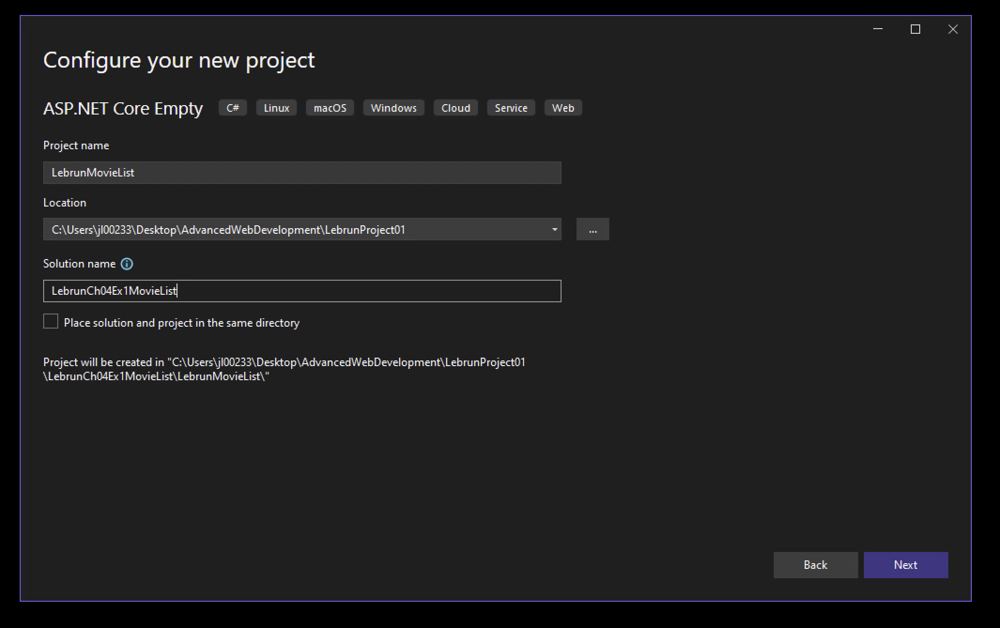 Configure your new project
ASP.NET Core Empty C# Linux macOS Windows Cloud Service Web
Project name
LebrunMovieList
Location
C:\Users\jl00233\Desktop\AdvancedWebDevelopment\LebrunProject01
...
Solution name
LebrunCh04Ex1MovieList
Place solution and project in the same directory
Project will be created in "C:\Users\jl00233\Desktop\AdvancedWebDevelopment\LebrunProject01
\LebrunCh04Ex1MovieList\LebrunMovieList\"
Back Next